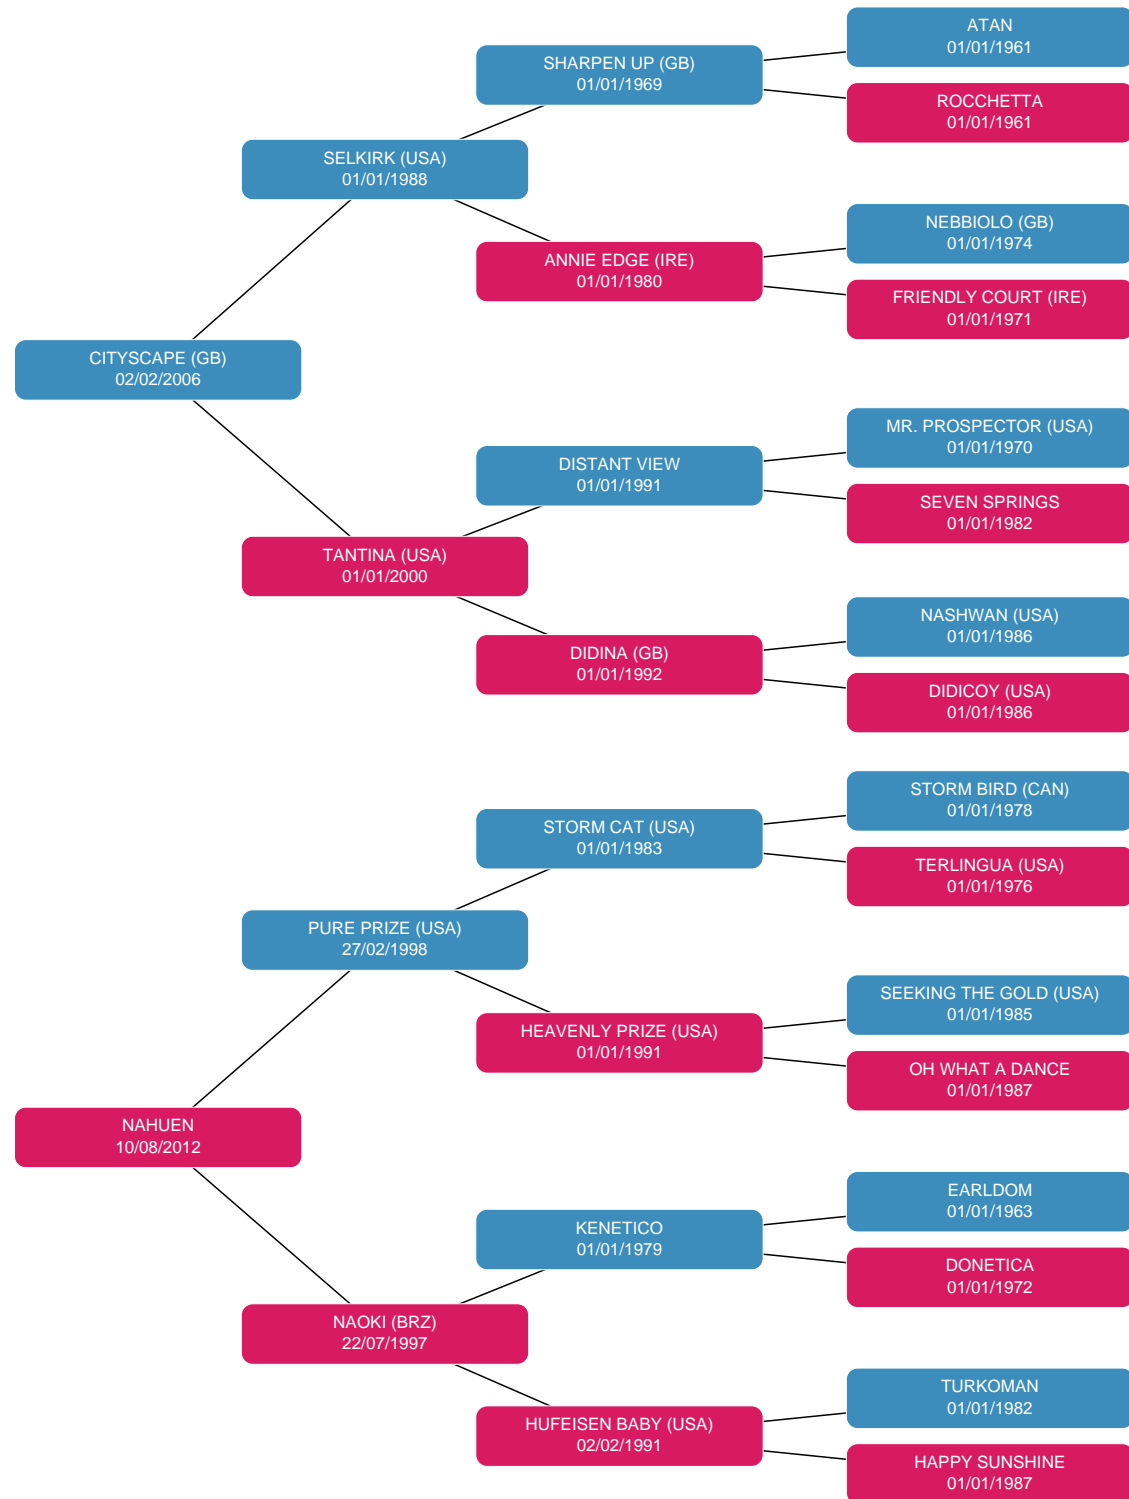 ATAN
01/01/1961
SHARPEN UP (GB)
01/01/1969
ROCCHETTA
01/01/1961
SELKIRK (USA)
01/01/1988
NEBBIOLO (GB)
01/01/1974
ANNIE EDGE (IRE)
01/01/1980
FRIENDLY COURT (IRE)
01/01/1971
CITYSCAPE (GB)
02/02/2006
MR. PROSPECTOR (USA)
01/01/1970
DISTANT VIEW
01/01/1991
SEVEN SPRINGS
01/01/1982
TANTINA (USA)
01/01/2000
NASHWAN (USA)
01/01/1986
DIDINA (GB)
01/01/1992
DIDICOY (USA)
01/01/1986
STORM BIRD (CAN)
01/01/1978
STORM CAT (USA)
01/01/1983
TERLINGUA (USA)
01/01/1976
PURE PRIZE (USA)
27/02/1998
SEEKING THE GOLD (USA)
01/01/1985
HEAVENLY PRIZE (USA)
01/01/1991
OH WHAT A DANCE
01/01/1987
NAHUEN
10/08/2012
EARLDOM
01/01/1963
KENETICO
01/01/1979
DONETICA
01/01/1972
NAOKI (BRZ)
22/07/1997
TURKOMAN
01/01/1982
HUFEISEN BABY (USA)
02/02/1991
HAPPY SUNSHINE
01/01/1987